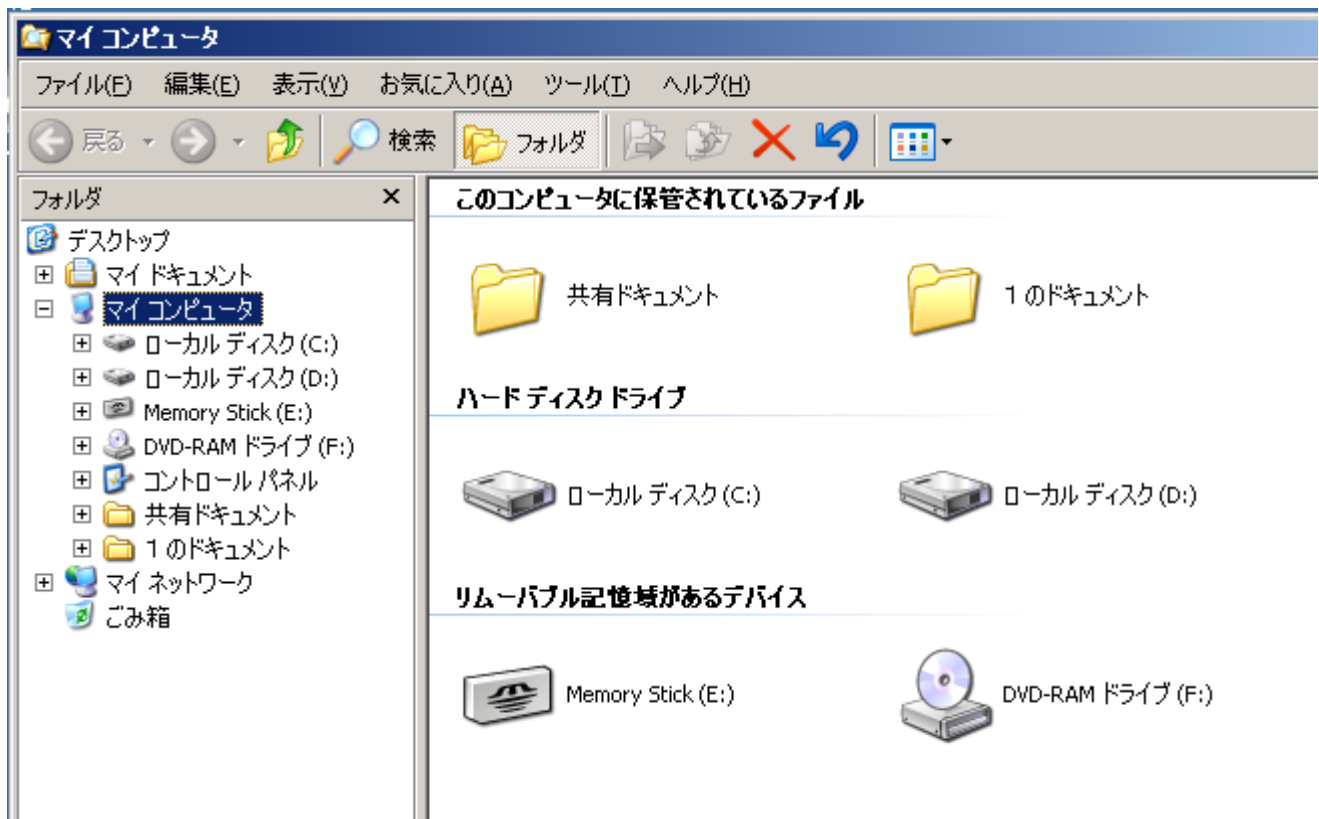 マイ コンピュータ
ファイル(F) 編集(E) 表示(V) お気に入り(A) ツール(T) ヘルプ(H)
戻る 検索 フォルダ
フォルダ
デスクトップ
マイ ドキュメント
マイ コンピュータ
ローカル ディスク (C:)
ローカル ディスク (D:)
Memory Stick (E:)
DVD-RAM ドライブ (F:)
コントロール パネル
共有ドキュメント
1 のドキュメント
マイ ネットワーク
ごみ箱
このコンピュータに保管されているファイル
共有ドキュメント
1 のドキュメント
ハード ディスク ドライブ
ローカル ディスク (C:)
ローカル ディスク (D:)
リムーバブル記憶域があるデバイス
Memory Stick (E:)
DVD-RAM ドライブ (F:)